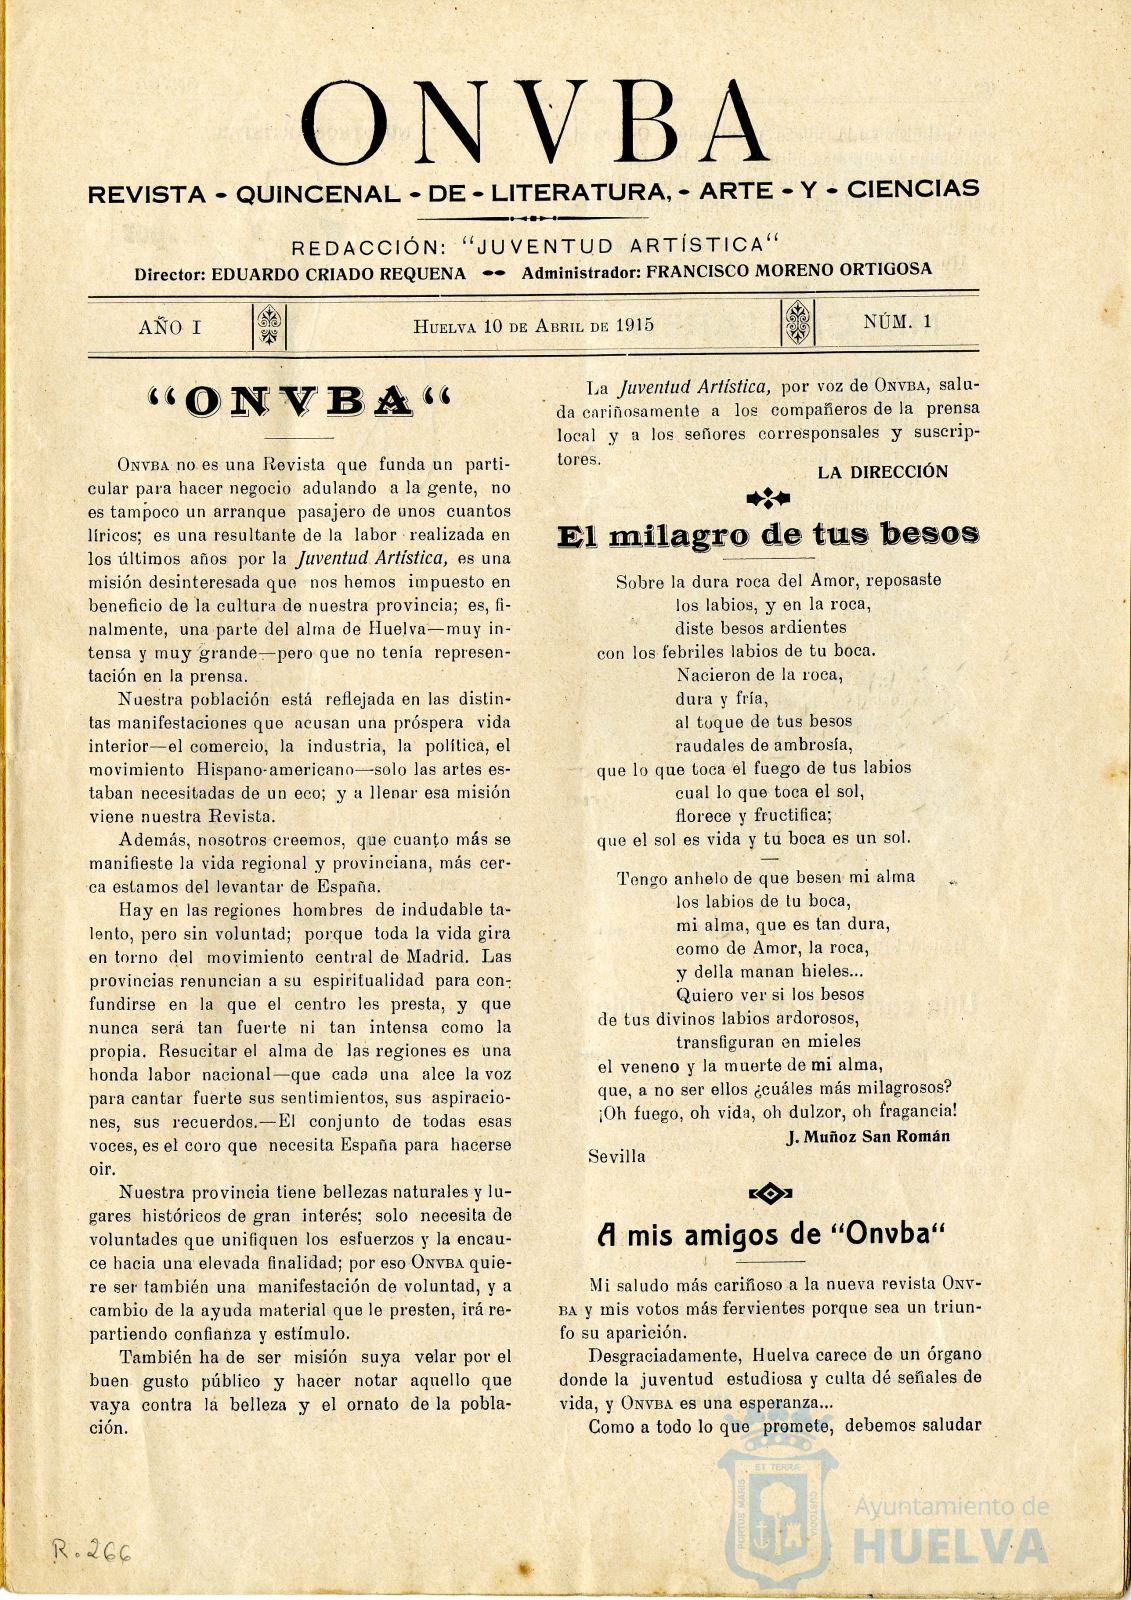 ONVBA
REVISTA - QUINCENAL - DE - LITERATURA, - ARTE - Y - CIENCIAS
REDACCIÓN: “JUVENTUD ARTÍSTICA“
Director: EDUARDO CRIADO REQUENA -- Administrador: FRANCISCO MORENO ORTIGOSA
AÑO I
HUELVA 10 DE ABRIL DE 1915
NÚM. 1
“ONVBA“
ONVBA no es una Revista que funda un parti-
cular para hacer negocio adulando a la gente, no
es tampoco un arranque pasajero de unos cuantos
líricos; es una resultante de la labor realizada en
los últimos años por la Juventud Artística, es una
misión desinteresada que nos hemos impuesto en
beneficio de la cultura de nuestra provincia; es, fi-
nalmente, una parte del alma de Huelva—muy in-
tensa y muy grande—pero que no tenía represen-
tación en la prensa.
Nuestra población está reflejada en las distin-
tas manifestaciones que acusan una próspera vida
interior—el comercio, la industria, la política, el
movimiento Hispano-americano—solo las artes es-
taban necesitadas de un eco; y a llenar esa misión
viene nuestra Revista.
Además, nosotros creemos, que cuanto más se
manifieste la vida regional y provinciana, más cer-
ca estamos del levantar de España.
Hay en las regiones hombres de indudable ta-
lento, pero sin voluntad; porque toda la vida gira
en torno del movimiento central de Madrid. Las
provincias renuncian a su espiritualidad para con-
fundirse en la que el centro les presta, y que
nunca será tan fuerte ni tan intensa como la
propia. Resucitar el alma de las regiones es una
honda labor nacional—que cada una alce la voz
para cantar fuerte sus sentimientos, sus aspiracio-
nes, sus recuerdos.—El conjunto de todas esas
voces, es el coro que necesita España para hacerse
oir.
Nuestra provincia tiene bellezas naturales y lu-
gares históricos de gran interés; solo necesita de
voluntades que unifiquen los esfuerzos y la encau-
ce hacia una elevada finalidad; por eso ONVBA quie-
re ser también una manifestación de voluntad, y a
cambio de la ayuda material que le presten, irá re-
partiendo confianza y estímulo.
También ha de ser misión suya velar por el
buen gusto público y hacer notar aquello que
vaya contra la belleza y el ornato de la pobla-
ción.
La Juventud Artística, por voz de ONVBA, salu-
da cariñosamente a los compañeros de la prensa
local y a los señores corresponsales y suscrip-
tores.
LA DIRECCIÓN
El milagro de tus besos
Sobre la dura roca del Amor, reposaste
los labios, y en la roca,
diste besos ardientes
con los febriles labios de tu boca.
Nacieron de la roca,
dura y fría,
al toque de tus besos
raudales de ambrosía,
que lo que toca el fuego de tus labios
cual lo que toca el sol,
florece y fructifica;
que el sol es vida y tu boca es un sol.
Tengo anhelo de que besen mi alma
los labios de tu boca,
mi alma, que es tan dura,
como de Amor, la roca,
y della manan hieles...
Quiero ver si los besos
de tus divinos labios ardorosos,
transfiguran en mieles
el veneno y la muerte de mi alma,
que, a no ser ellos ¿cuáles más milagrosos?
¡Oh fuego, oh vida, oh dulzor, oh fragancia!
J. Muñoz San Román
Sevilla
A mis amigos de “Onvba“
Mi saludo más cariñoso a la nueva revista ONV-
BA y mis votos más fervientes porque sea un triun-
fo su aparición.
Desgraciadamente, Huelva carece de un órgano
donde la juventud estudiosa y culta dé señales de
vida, y ONVBA es una esperanza...
Como a todo lo que promete, debemos saludar
R. 266
PORTUS MARIS ET TERRAE CUSTODIA
Ayuntamiento de
HUELVA